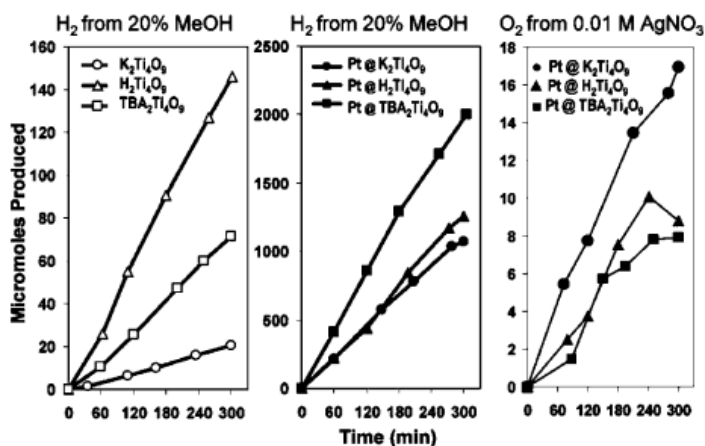 H₂ from 20% MeOH
160
140
120
100
80
60
40
20
0
K₂Ti₄O₉
H₂Ti₄O₉
TBA₂Ti₄O₉
0 60 120 180 240 300
Micromoles Produced
H₂ from 20% MeOH
2500
2000
1500
1000
500
0
Pt@K₂Ti₄O₉
Pt@H₂Ti₄O₉
Pt@TBA₂Ti₄O₉
0 60 120 180 240 300
Time (min)
O₂ from 0.01 M AgNO₃
18
16
14
12
10
8
6
4
2
0
Pt@K₂Ti₄O₉
Pt@H₂Ti₄O₉
Pt@TBA₂Ti₄O₉
0 60 120 180 240 300